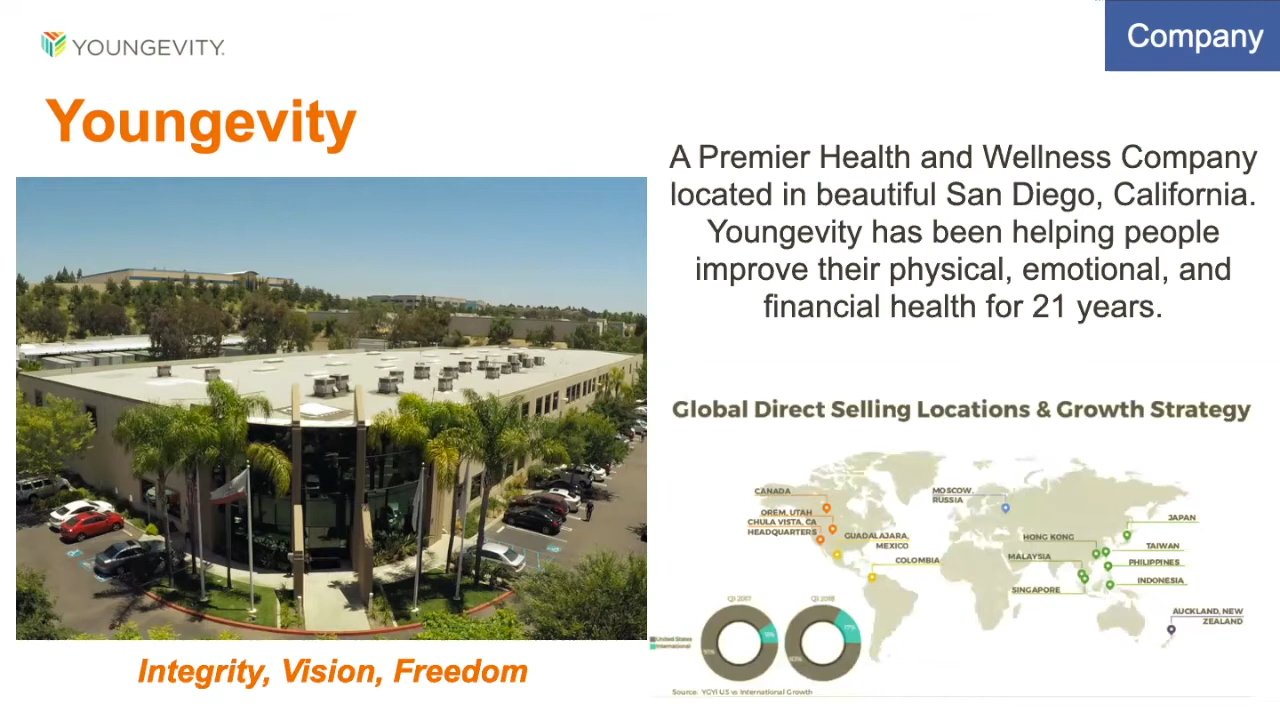 YOUNGEVITY
Company
Youngevity
A Premier Health and Wellness Company
located in beautiful San Diego, California.
Youngevity has been helping people
improve their physical, emotional, and
financial health for 21 years.
Global Direct Selling Locations & Growth Strategy
CANADA
OREM, UTAH
CHULA VISTA, CA
HEADQUARTERS
GUADALAJARA,
MEXICO
COLOMBIA
MOSCOW,
RUSSIA
JAPAN
HONG KONG
TAIWAN
MALAYSIA
PHILIPPINES
SINGAPORE
INDONESIA
AUCKLAND, NEW
ZEALAND
Q1 2017
Q1 2018
United States
International
Source: YGYI US vs International Growth
Integrity, Vision, Freedom